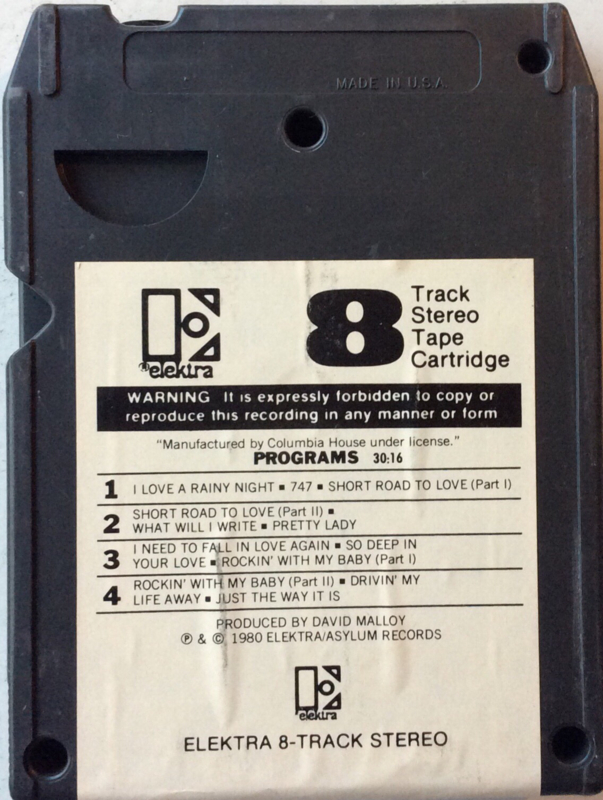 MADE IN U.S.A.
elektra
8 Track
Stereo
Tape
Cartridge
WARNING It is expressly forbidden to copy or
reproduce this recording in any manner or form
"Manufactured by Columbia House under license."
PROGRAMS 30:16
1 I LOVE A RAINY NIGHT ▪ 747 ▪ SHORT ROAD TO LOVE (Part I)
2 SHORT ROAD TO LOVE (Part II) ▪
WHAT WILL I WRITE ▪ PRETTY LADY
3 I NEED TO FALL IN LOVE AGAIN ▪ SO DEEP IN
YOUR LOVE ▪ ROCKIN' WITH MY BABY (Part I)
4 ROCKIN' WITH MY BABY (Part II) ▪ DRIVIN' MY
LIFE AWAY ▪ JUST THE WAY IT IS
PRODUCED BY DAVID MALLOY
℗ & © 1980 ELEKTRA/ASYLUM RECORDS
elektra
ELEKTRA 8-TRACK STEREO